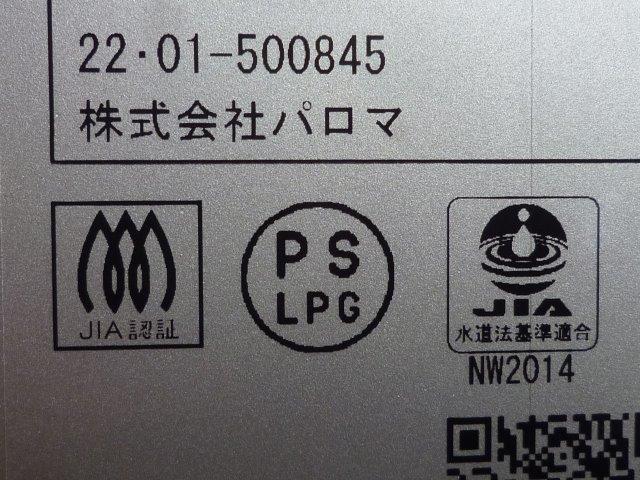 22・01-500845
株式会社パロマ
JIA認証
PS
LPG
JIA
水道法基準適合
NW2014